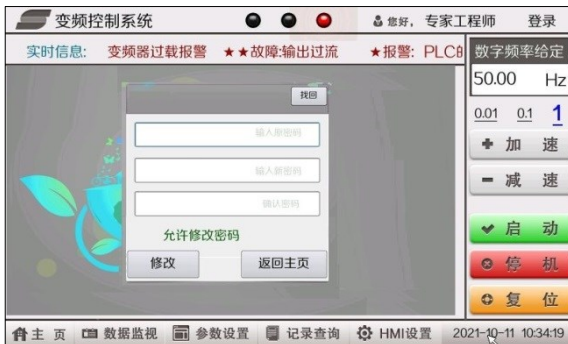 变频控制系统
您好， 专家工程师
登录
实时信息: 变频器过载报警 ★★故障:输出过流 ★报警: PLC
数字频率给定
50.00 Hz
0.01 0.1 1
加 速
减 速
启 动
停 机
复 位
找回
输入原密码
输入新密码
确认密码
允许修改密码
修改
返回主页
主 页 数据监视 参数设置 记录查询 HMI设置 2021-10-11 10:34:19